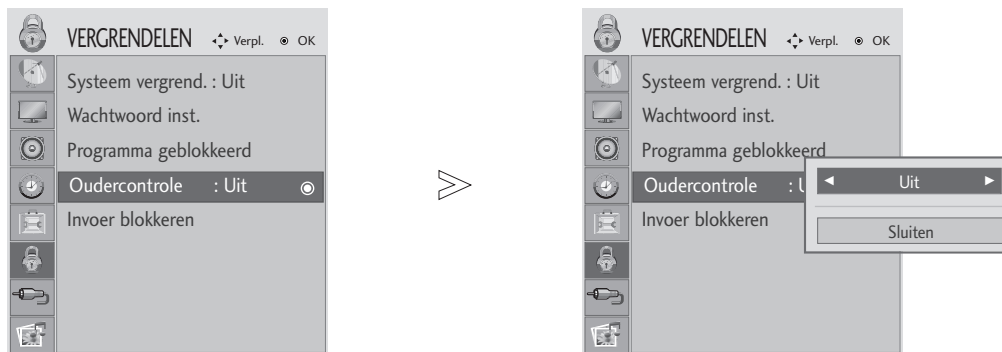 VERGRENDELEN Verpl. OK
Systeem vergrend. : Uit
Wachtwoord inst.
Programma geblokkeerd
Oudercontrole : Uit
Invoer blokkeren
VERGRENDELEN Verpl. OK
Systeem vergrend. : Uit
Wachtwoord inst.
Programma geblokkeerd
Oudercontrole : U
◄ Uit ►
Invoer blokkeren
Sluiten